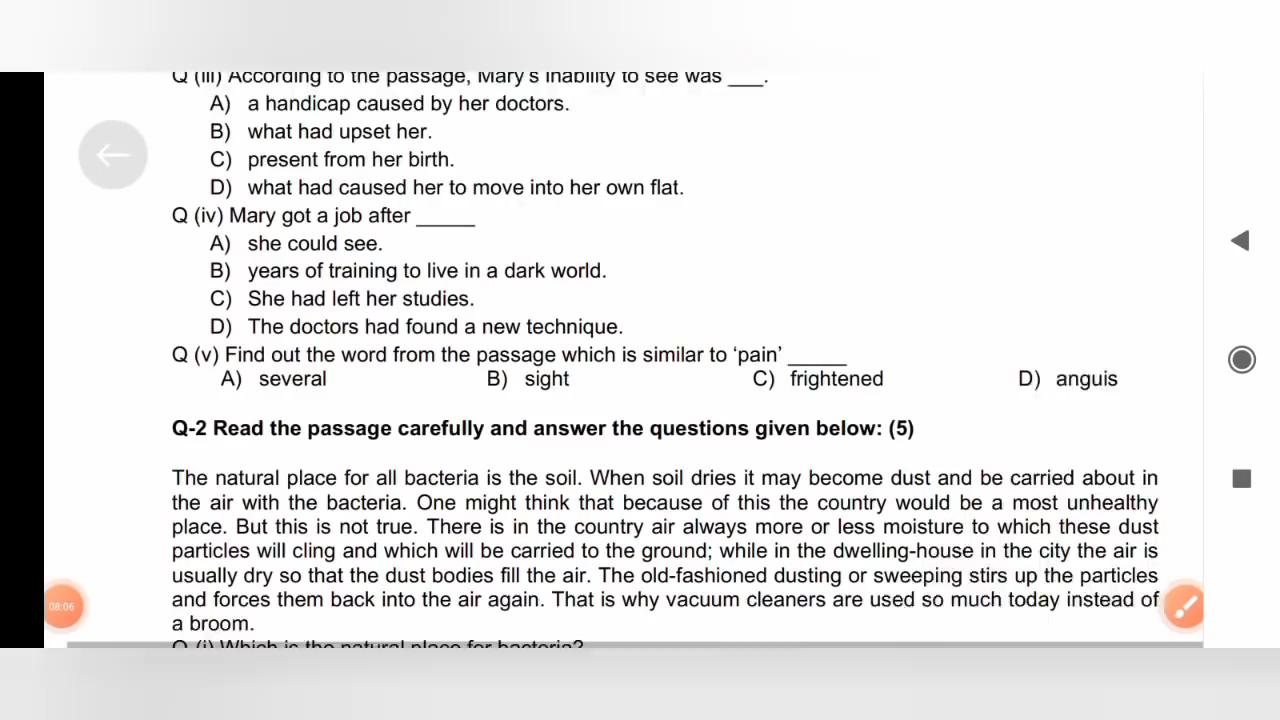 Q (iii) According to the passage, Mary's inability to see was ___.
A) a handicap caused by her doctors.
B) what had upset her.
C) present from her birth.
D) what had caused her to move into her own flat.
Q (iv) Mary got a job after _____
A) she could see.
B) years of training to live in a dark world.
C) She had left her studies.
D) The doctors had found a new technique.
Q (v) Find out the word from the passage which is similar to ‘pain’ _____
A) several B) sight C) frightened D) anguis
Q-2 Read the passage carefully and answer the questions given below: (5)
The natural place for all bacteria is the soil. When soil dries it may become dust and be carried about in
the air with the bacteria. One might think that because of this the country would be a most unhealthy
place. But this is not true. There is in the country air always more or less moisture to which these dust
particles will cling and which will be carried to the ground; while in the dwelling-house in the city the air is
usually dry so that the dust bodies fill the air. The old-fashioned dusting or sweeping stirs up the particles
and forces them back into the air again. That is why vacuum cleaners are used so much today instead of
a broom.
Q (i) Which is the natural place for bacteria?
08:06